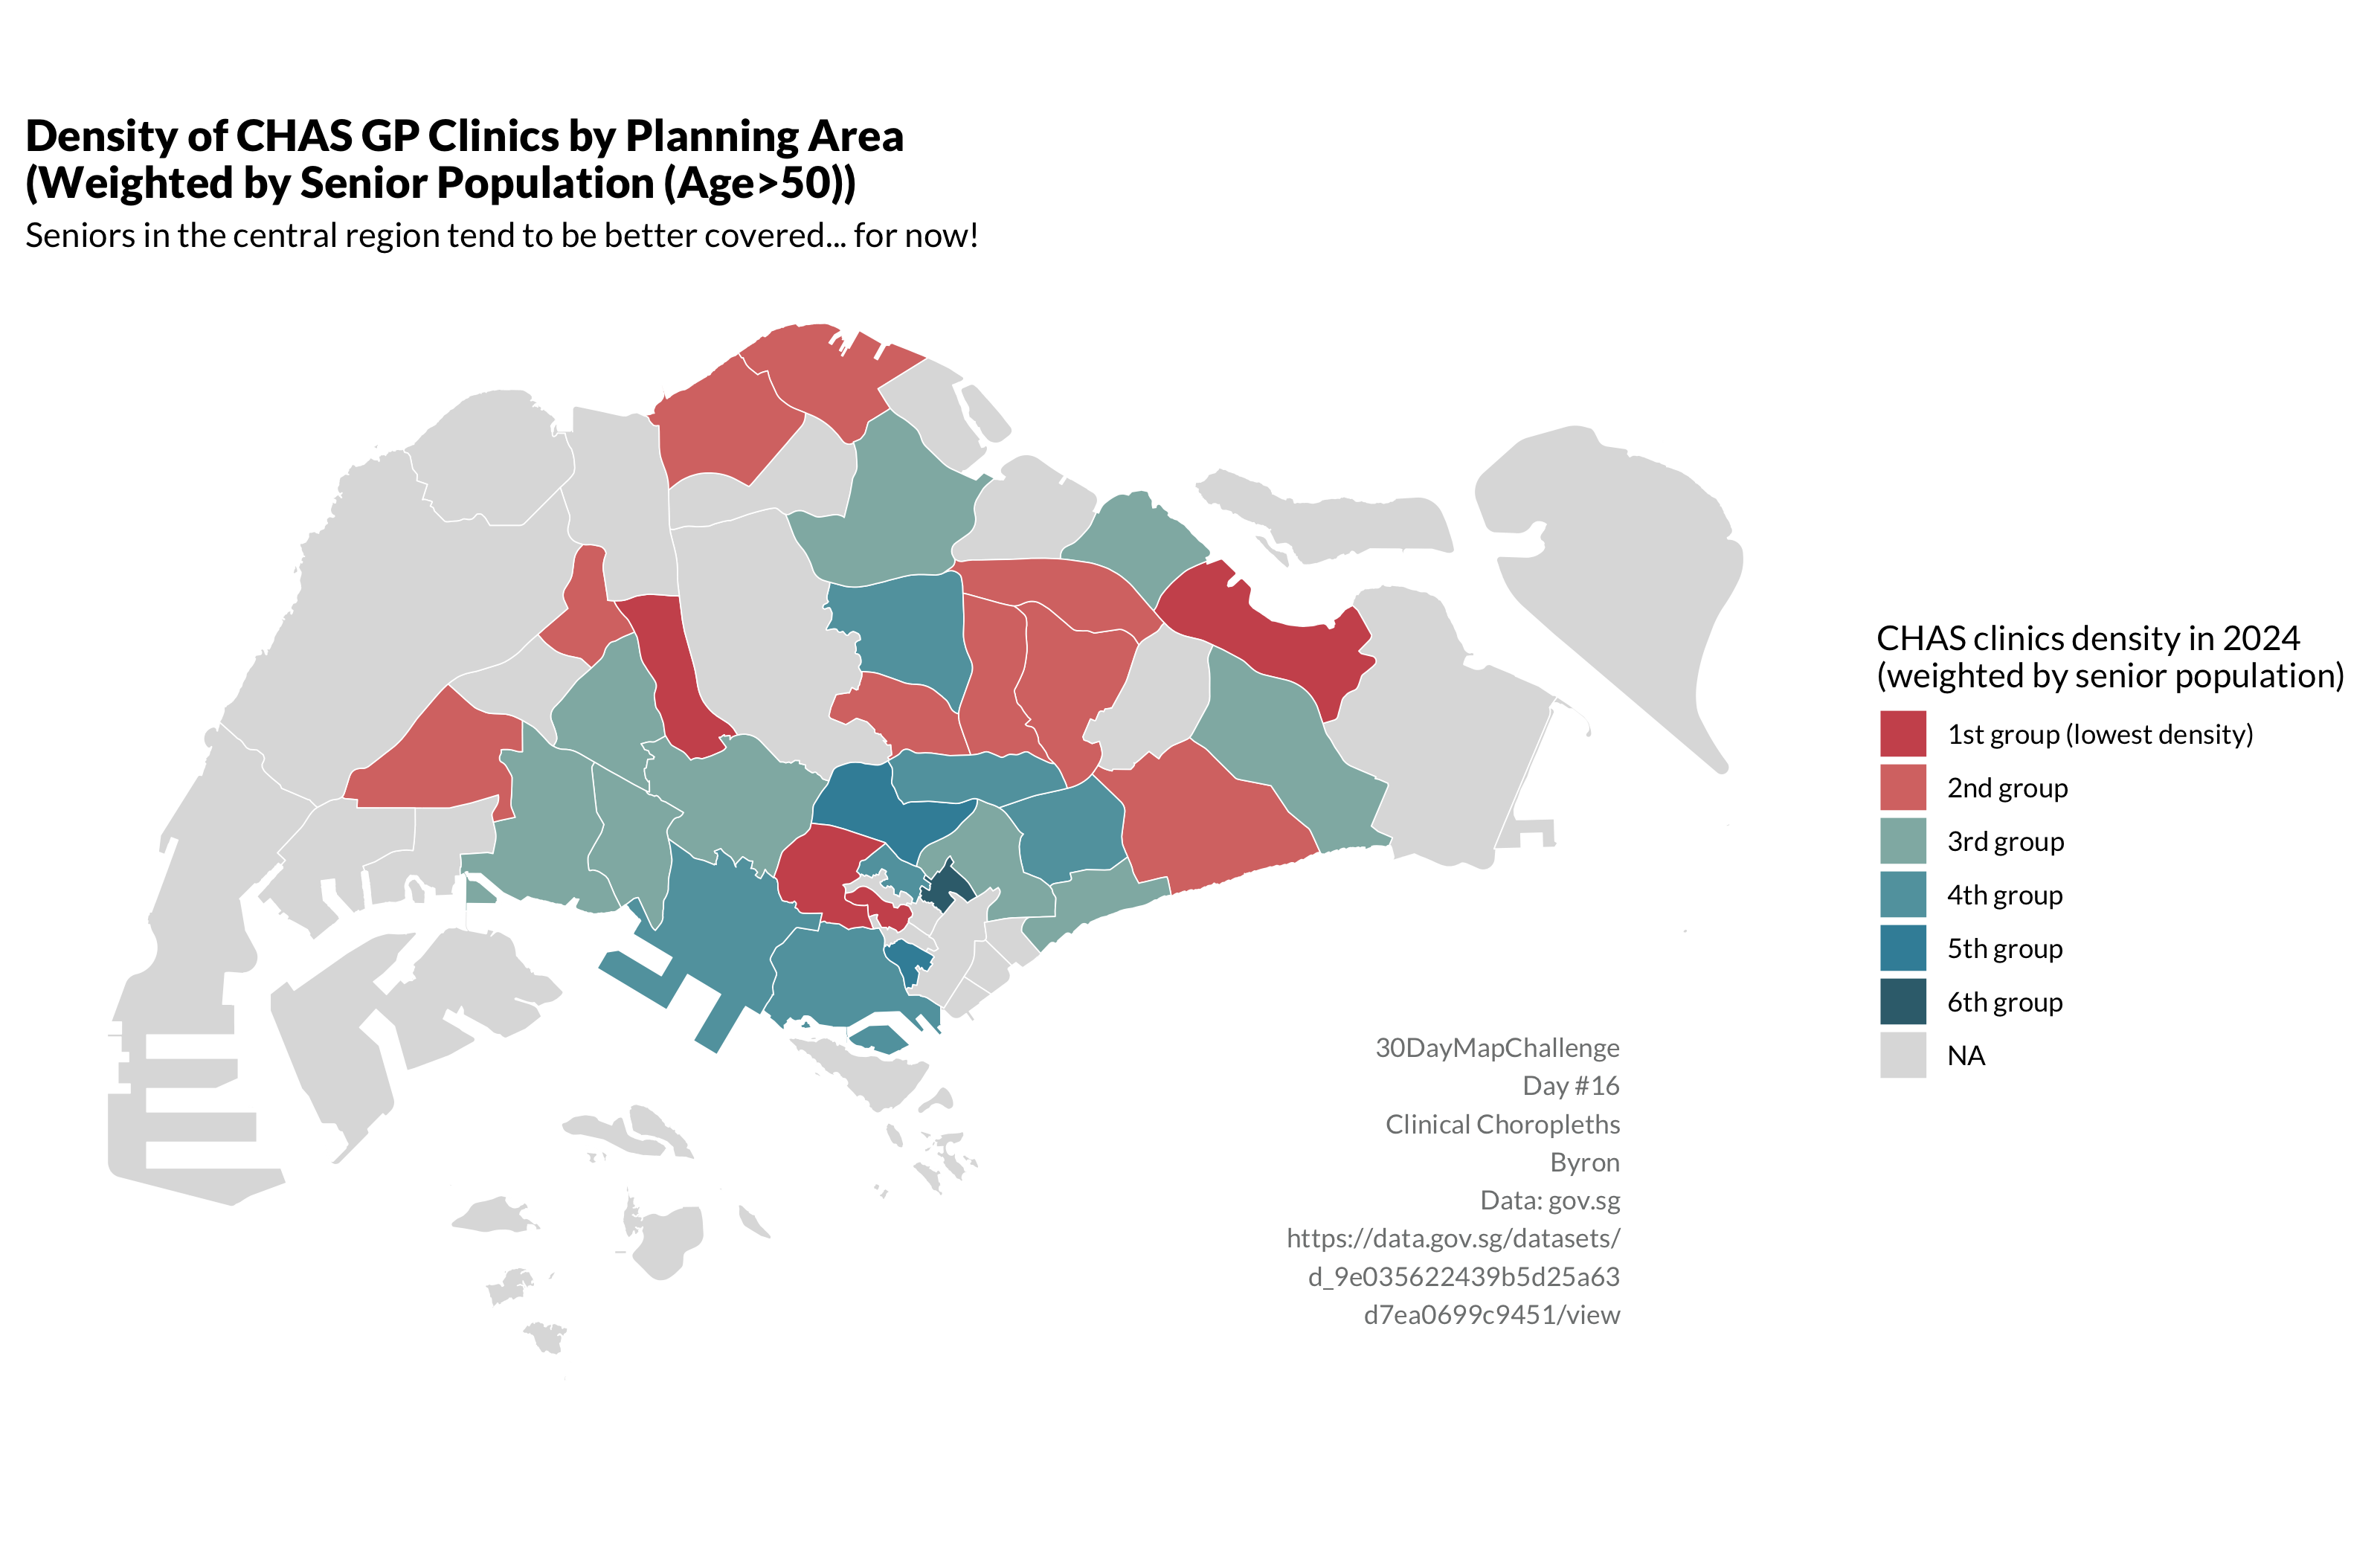 Density of CHAS GP Clinics by Planning Area
(Weighted by Senior Population (Age>50))
Seniors in the central region tend to be better covered... for now!
CHAS clinics density in 2024
(weighted by senior population)
1st group (lowest density)
2nd group
3rd group
4th group
5th group
6th group
NA
30DayMapChallenge
Day #16
Clinical Choropleths
Byron
Data: gov.sg
https://data.gov.sg/datasets/
d_9e035622439b5d25a63
d7ea0699c9451/view